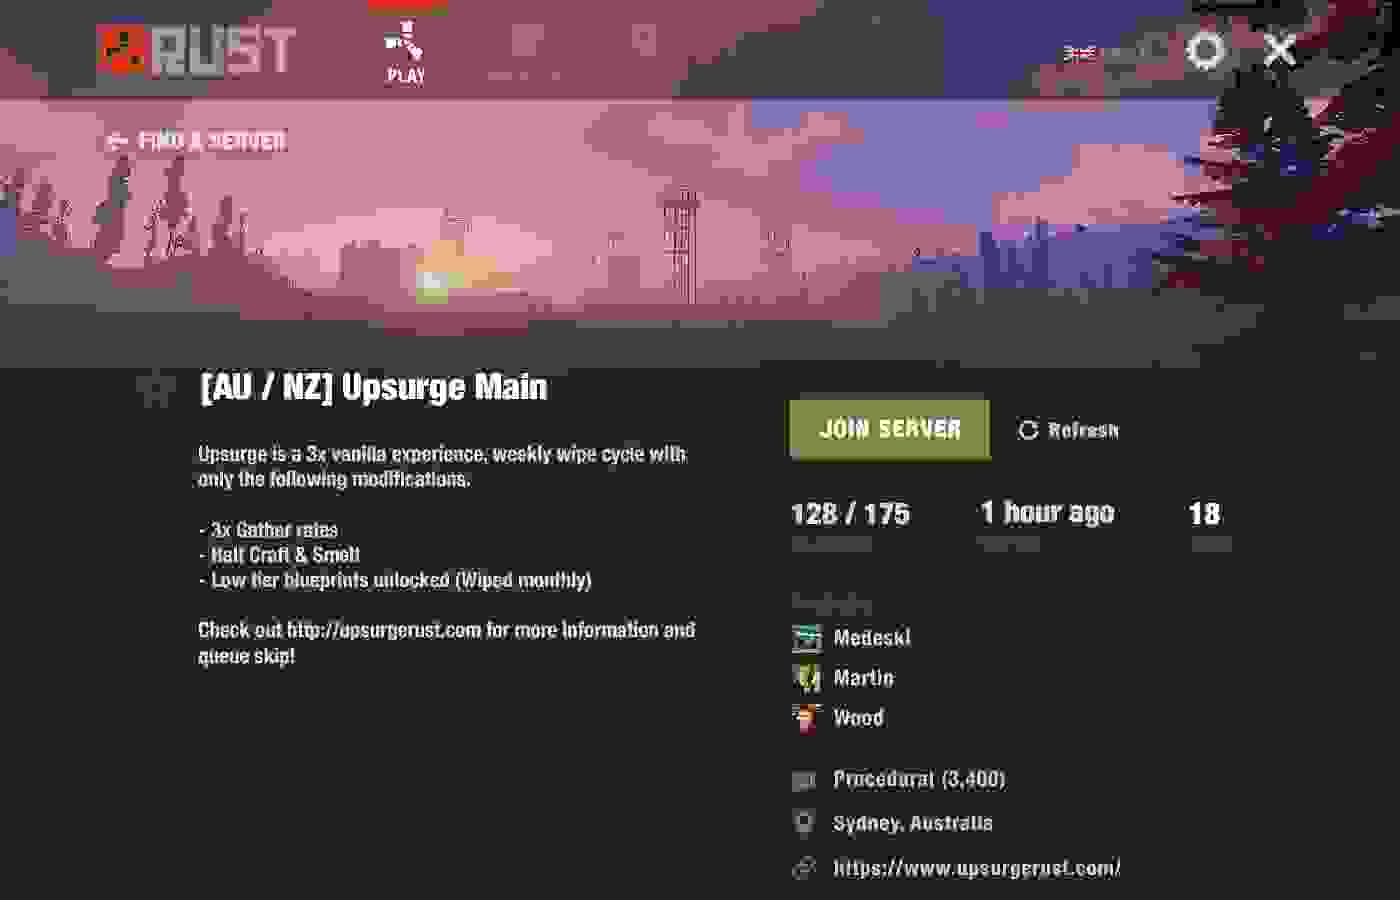 RUST
PLAY
FIND A SERVER
[AU / NZ] Upsurge Main
Upsurge is a 3x vanilla experience, weekly wipe cycle with
only the following modifications.
- 3x Gather rates
- Half Craft & Smelt
- Low tier blueprints unlocked (Wiped monthly)
Check out http://upsurgerust.com for more information and
queue skip!
JOIN SERVER
Refresh
128 / 175
1 hour ago
18
Medeski
Martin
Wood
Procedural (3,400)
Sydney, Australia
https://www.upsurgerust.com/